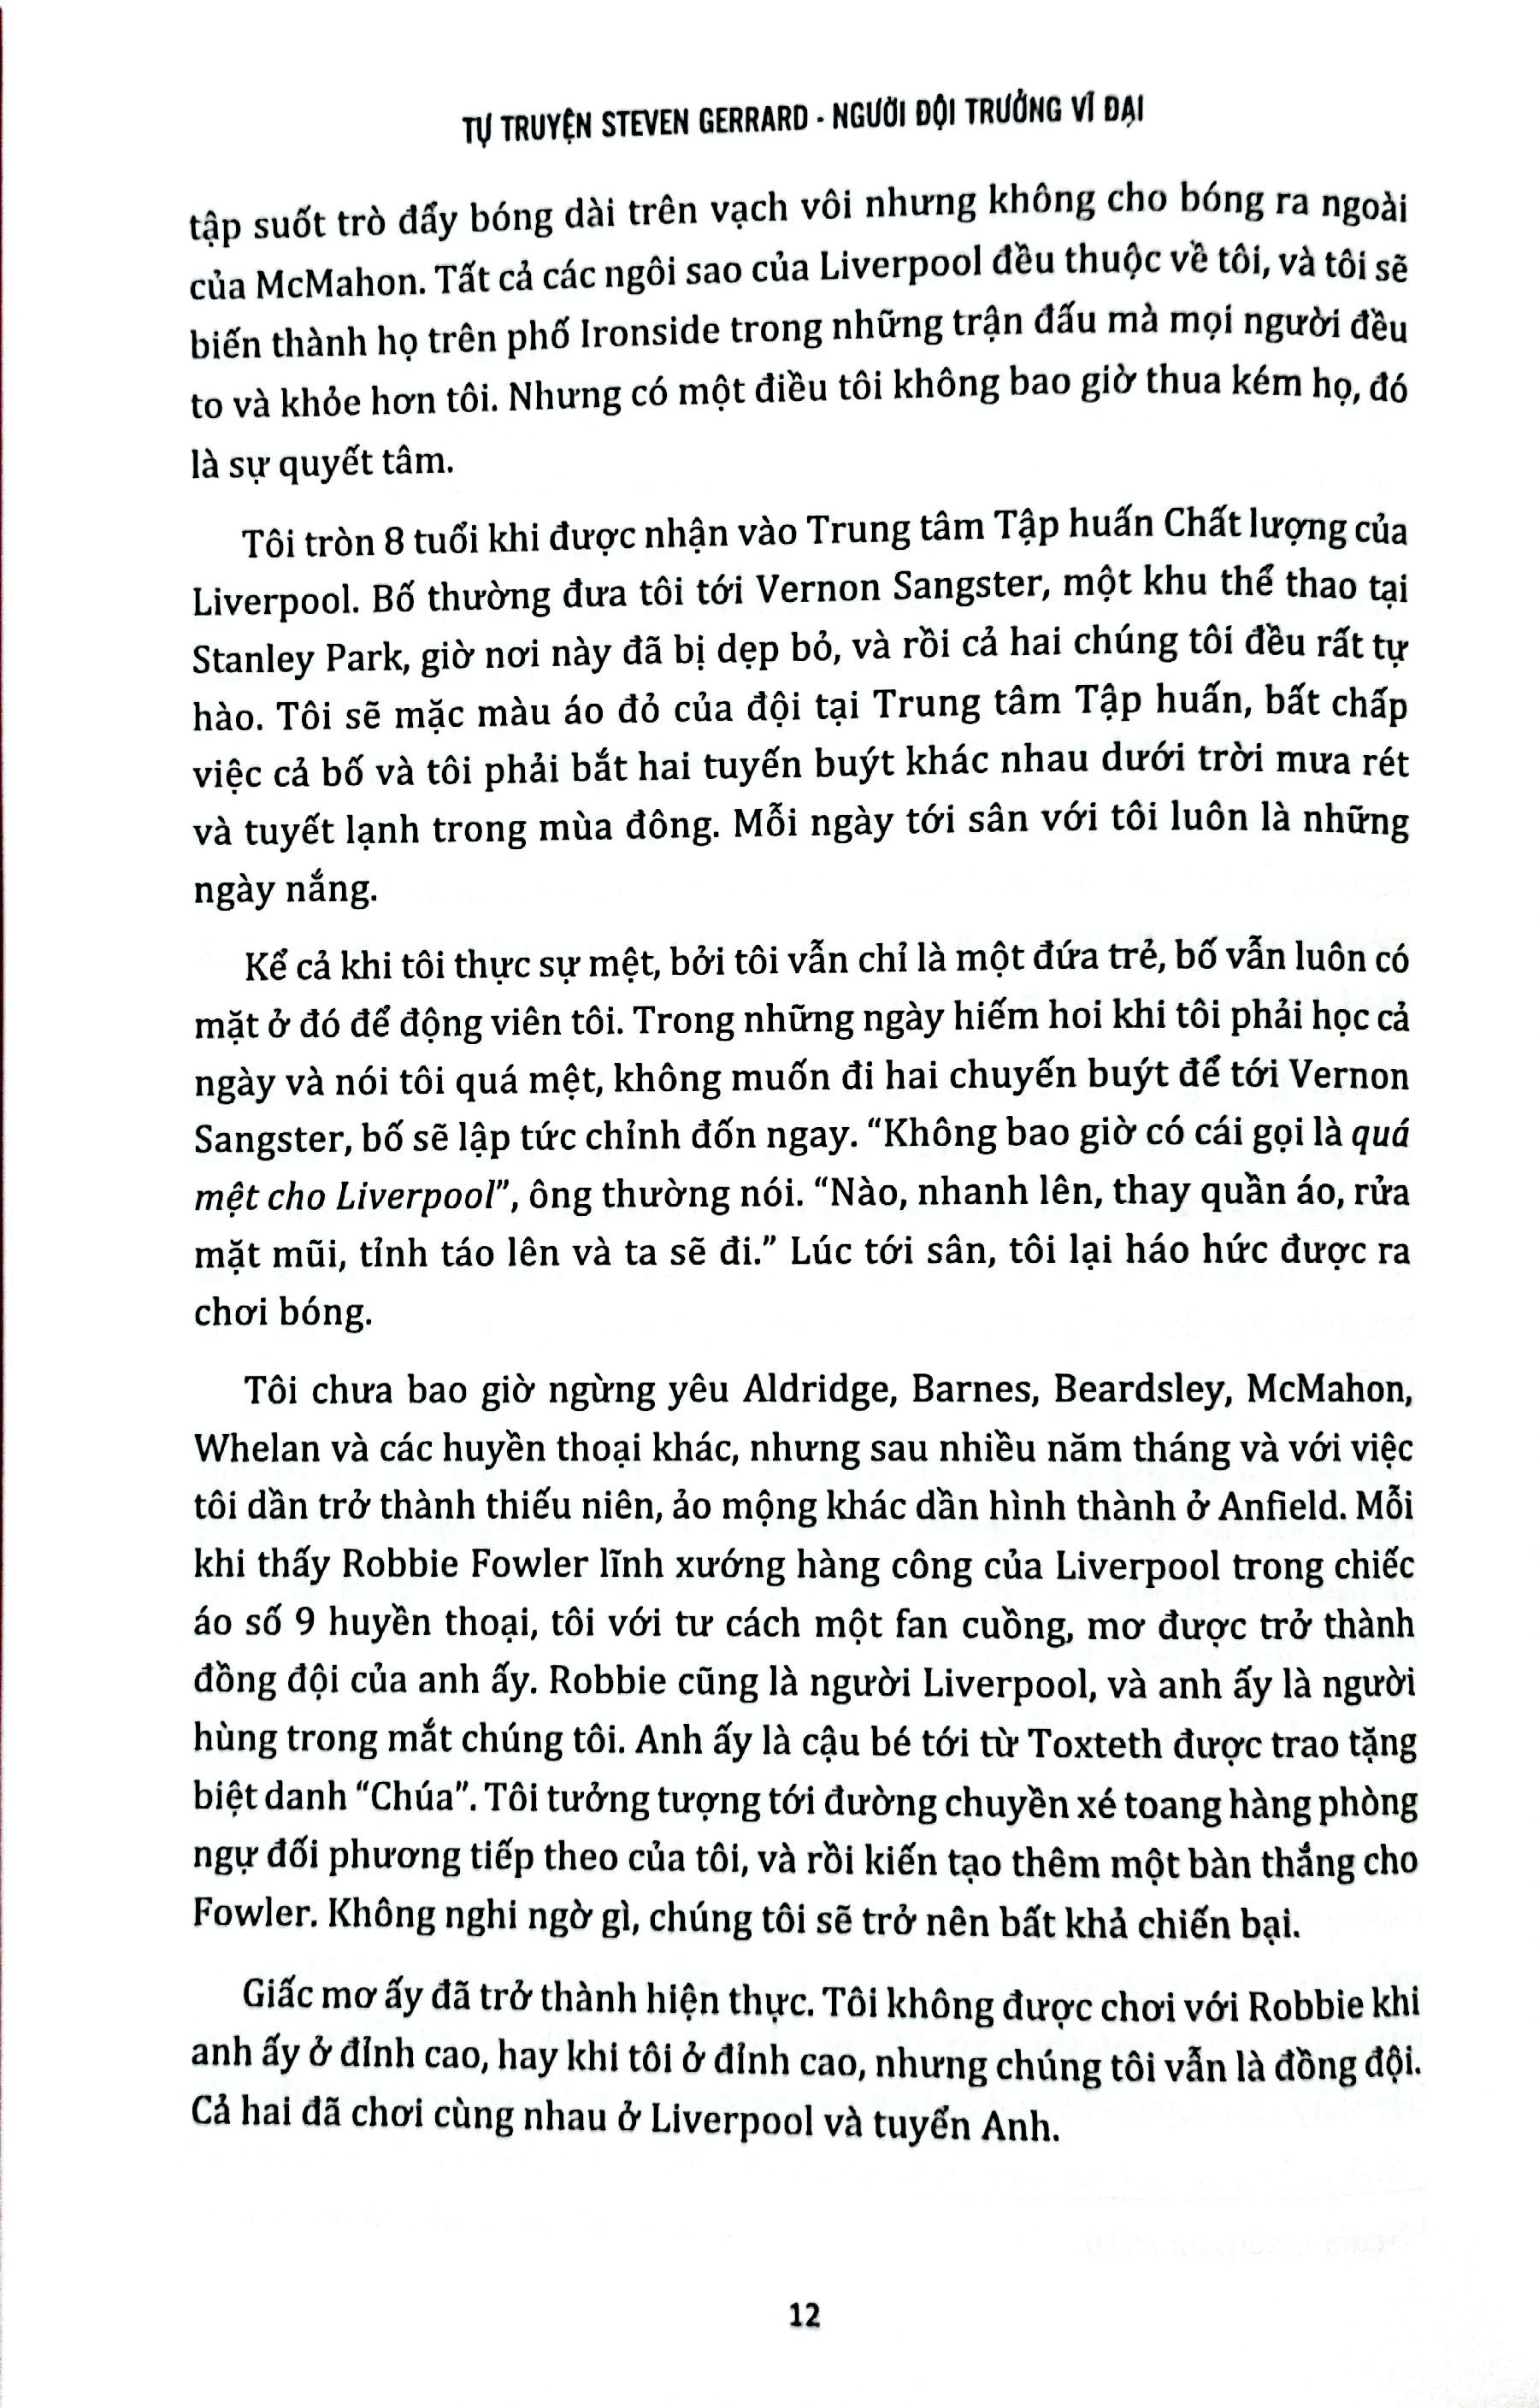 TỰ TRUYỆN STEVEN GERRARD - NGƯỜI ĐỘI TRƯỞNG VĨ ĐẠI
tập suốt trò đẩy bóng dài trên vạch vôi nhưng không cho bóng ra ngoài
của McMahon. Tất cả các ngôi sao của Liverpool đều thuộc về tôi, và tôi sẽ
biến thành họ trên phố Ironside trong những trận đấu mà mọi người đều
to và khỏe hơn tôi. Nhưng có một điều tôi không bao giờ thua kém họ, đó
là sự quyết tâm.
Tôi tròn 8 tuổi khi được nhận vào Trung tâm Tập huấn Chất lượng của
Liverpool. Bố thường đưa tôi tới Vernon Sangster, một khu thể thao tại
Stanley Park, giờ nơi này đã bị dẹp bỏ, và rồi cả hai chúng tôi đều rất tự
hào. Tôi sẽ mặc màu áo đỏ của đội tại Trung tâm Tập huấn, bất chấp
việc cả bố và tôi phải bắt hai tuyến buýt khác nhau dưới trời mưa rét
và tuyết lạnh trong mùa đông. Mỗi ngày tới sân với tôi luôn là những
ngày nắng.
Kể cả khi tôi thực sự mệt, bởi tôi vẫn chỉ là một đứa trẻ, bố vẫn luôn có
mặt ở đó để động viên tôi. Trong những ngày hiếm hoi khi tôi phải học cả
ngày và nói tôi quá mệt, không muốn đi hai chuyến buýt để tới Vernon
Sangster, bố sẽ lập tức chỉnh đốn ngay. “Không bao giờ có cái gọi là quá
mệt cho Liverpool”, ông thường nói. “Nào, nhanh lên, thay quần áo, rửa
mặt mũi, tỉnh táo lên và ta sẽ đi.” Lúc tới sân, tôi lại háo hức được ra
chơi bóng.
Tôi chưa bao giờ ngừng yêu Aldridge, Barnes, Beardsley, McMahon,
Whelan và các huyền thoại khác, nhưng sau nhiều năm tháng và với việc
tôi dần trở thành thiếu niên, ảo mộng khác dần hình thành ở Anfield. Mỗi
khi thấy Robbie Fowler lĩnh xướng hàng công của Liverpool trong chiếc
áo số 9 huyền thoại, tôi với tư cách một fan cuồng, mơ được trở thành
đồng đội của anh ấy. Robbie cũng là người Liverpool, và anh ấy là người
hùng trong mắt chúng tôi. Anh ấy là cậu bé tới từ Toxteth được trao tặng
biệt danh “Chúa”. Tôi tưởng tượng tới đường chuyền xé toang hàng phòng
ngự đối phương tiếp theo của tôi, và rồi kiến tạo thêm một bàn thắng cho
Fowler. Không nghi ngờ gì, chúng tôi sẽ trở nên bất khả chiến bại.
Giấc mơ ấy đã trở thành hiện thực. Tôi không được chơi với Robbie khi
anh ấy ở đỉnh cao, hay khi tôi ở đỉnh cao, nhưng chúng tôi vẫn là đồng đội.
Cả hai đã chơi cùng nhau ở Liverpool và tuyển Anh.
12